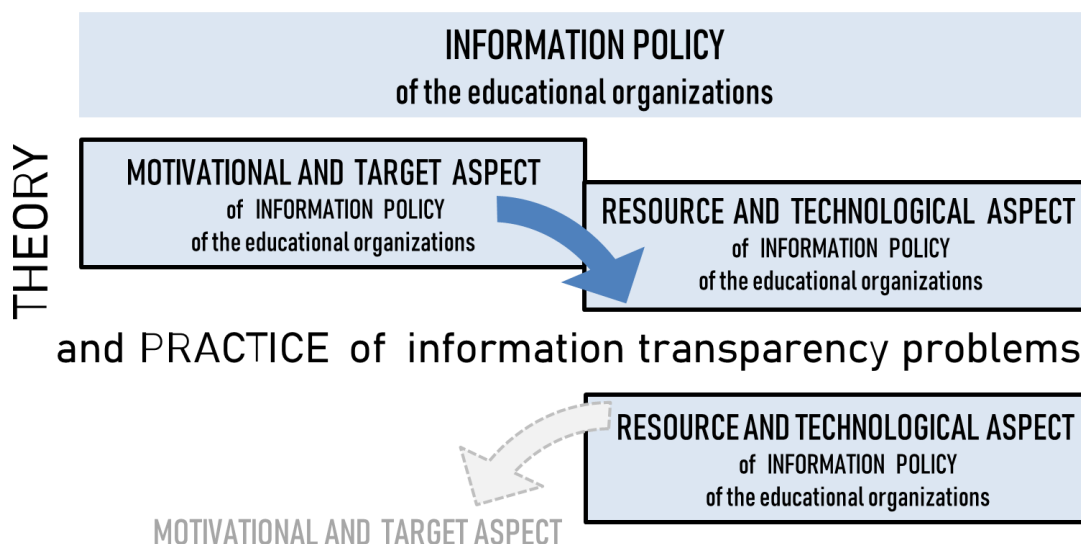 INFORMATION POLICY
of the educational organizations
THEORY
MOTIVATIONAL AND TARGET ASPECT
of INFORMATION POLICY
of the educational organizations
RESOURCE AND TECHNOLOGICAL ASPECT
of INFORMATION POLICY
of the educational organizations
and PRACTICE of information transparency problems
RESOURCE AND TECHNOLOGICAL ASPECT
of INFORMATION POLICY
of the educational organizations
MOTIVATIONAL AND TARGET ASPECT